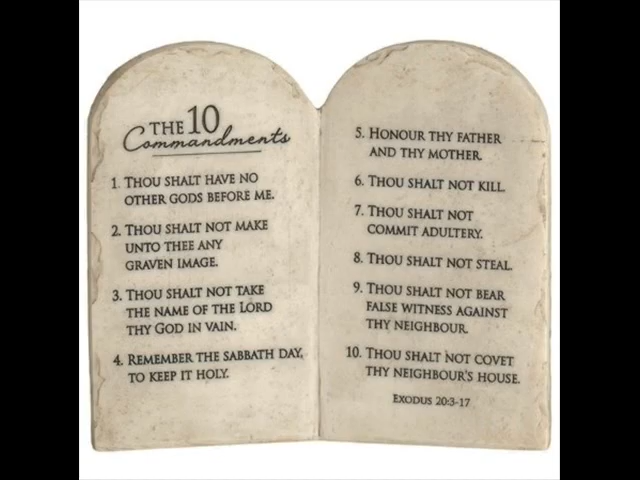 THE 10
Commandments
1. THOU SHALT HAVE NO
OTHER GODS BEFORE ME.
2. THOU SHALT NOT MAKE
UNTO THEE ANY
GRAVEN IMAGE.
3. THOU SHALT NOT TAKE
THE NAME OF THE LORD
THY GOD IN VAIN.
4. REMEMBER THE SABBATH DAY,
TO KEEP IT HOLY.
5. HONOUR THY FATHER
AND THY MOTHER.
6. THOU SHALT NOT KILL.
7. THOU SHALT NOT
COMMIT ADULTERY.
8. THOU SHALT NOT STEAL.
9. THOU SHALT NOT BEAR
FALSE WITNESS AGAINST
THY NEIGHBOUR.
10. THOU SHALT NOT COVET
THY NEIGHBOUR'S HOUSE.
EXODUS 20:3-17